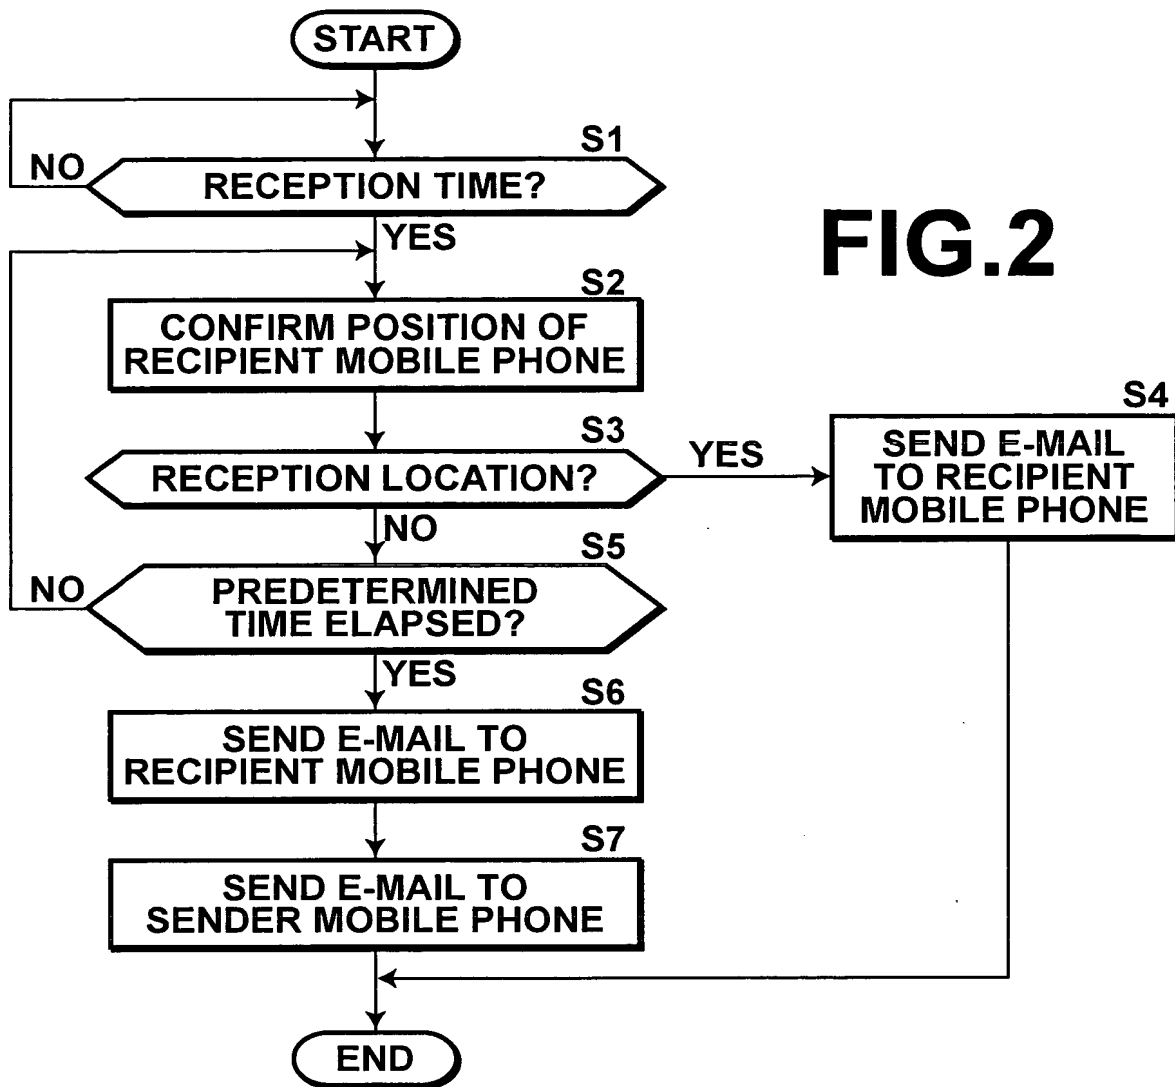 START
S1
NO
RECEPTION TIME?
YES
FIG.2
S2
CONFIRM POSITION OF
RECIPIENT MOBILE PHONE
S3
RECEPTION LOCATION?
YES
S4
SEND E-MAIL
TO RECIPIENT
MOBILE PHONE
NO
S5
NO
PREDETERMINED
TIME ELAPSED?
YES
S6
SEND E-MAIL TO
RECIPIENT MOBILE PHONE
S7
SEND E-MAIL TO
SENDER MOBILE PHONE
END